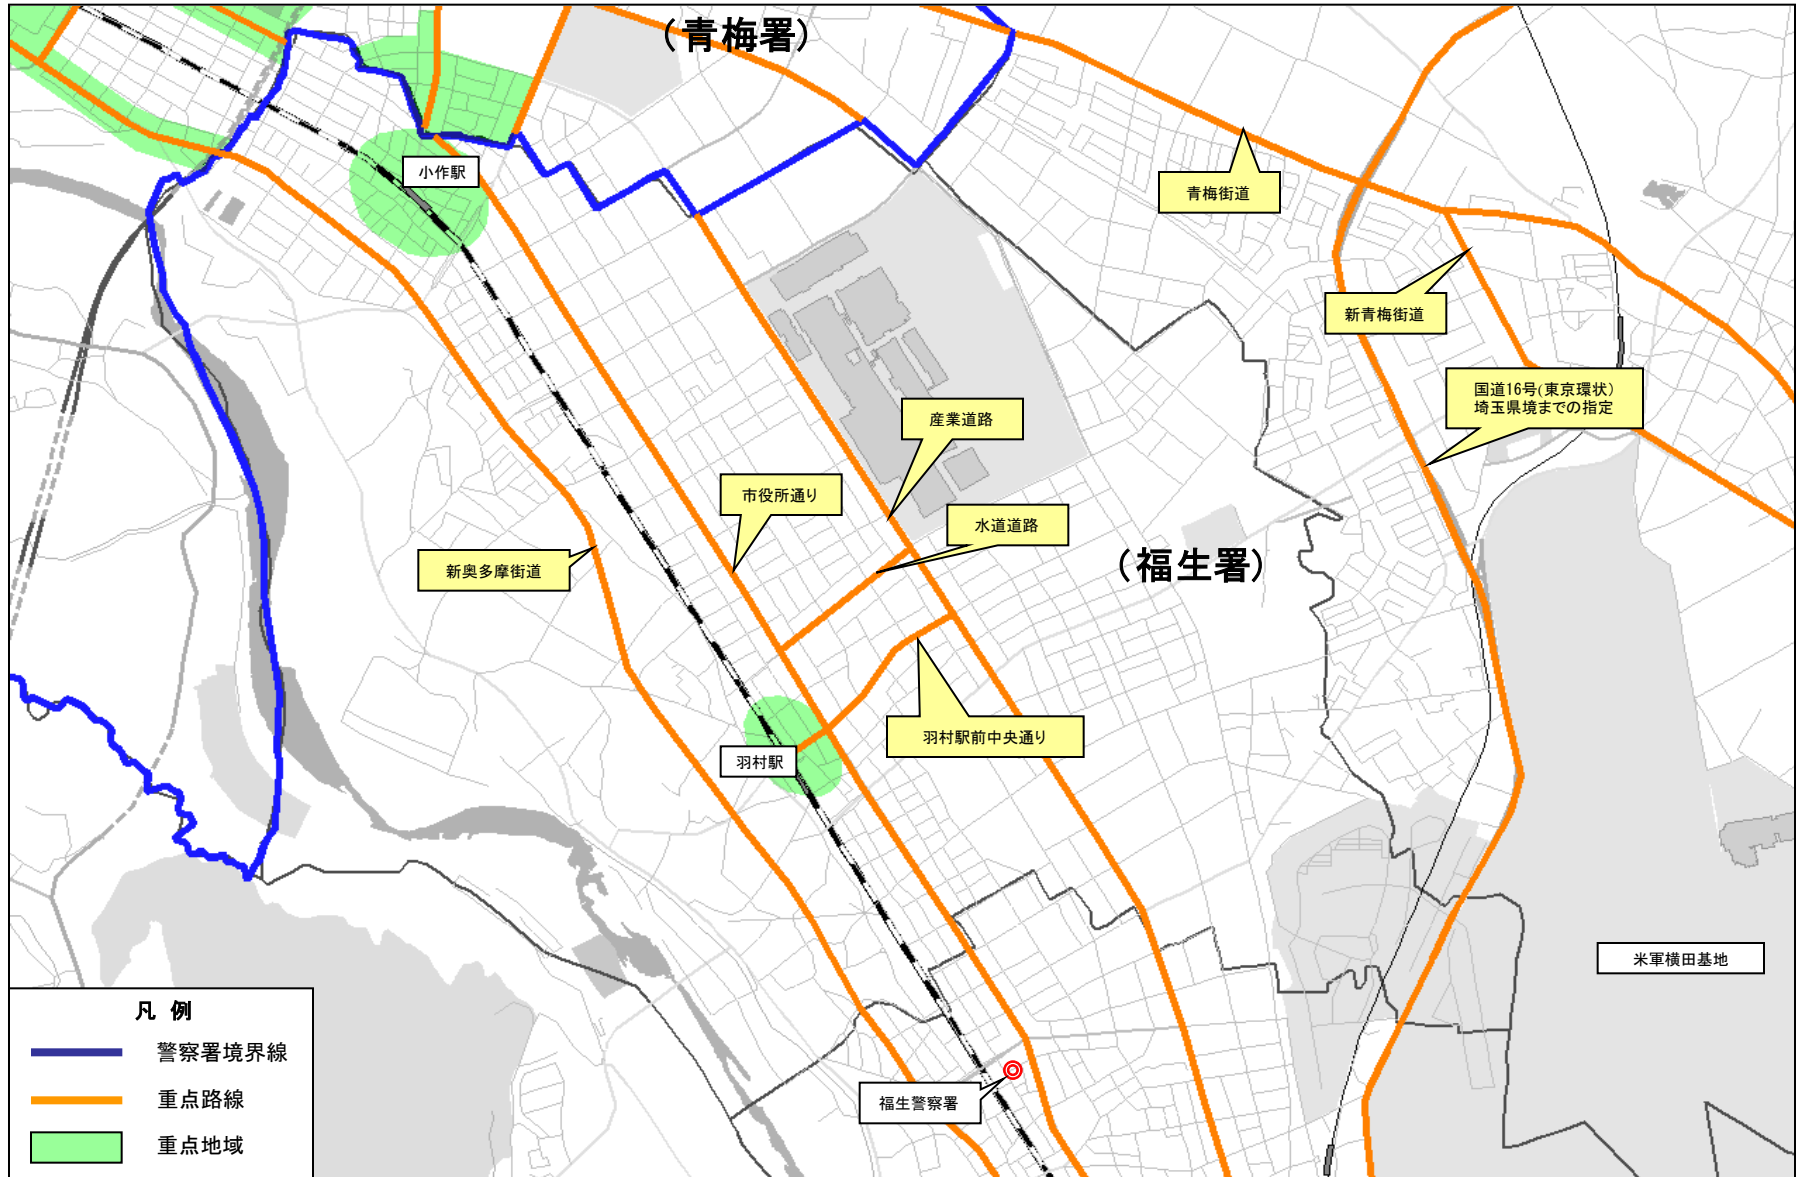 （青梅署）
小作駅
青梅街道
新青梅街道
国道16号(東京環状)
埼玉県境までの指定
産業道路
市役所通り
水道道路
（福生署）
新奥多摩街道
羽村駅前中央通り
羽村駅
米軍横田基地
福生警察署
凡 例
警察署境界線
重点路線
重点地域